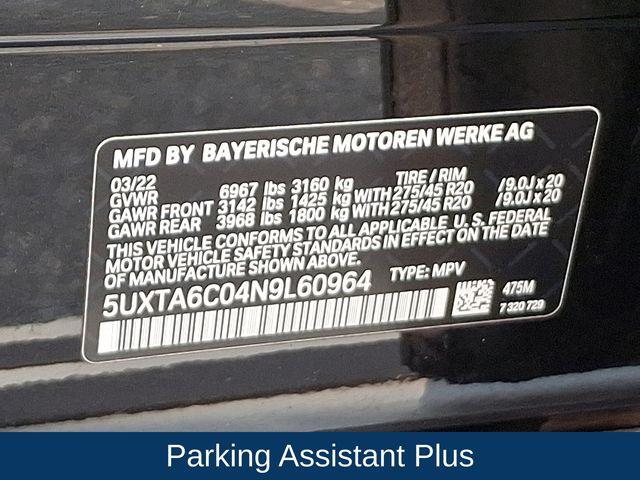 MFD BY BAYERISCHE MOTOREN WERKE AG
03/22 TIRE / RIM
GVWR 6967 lbs 3160 kg
GAWR FRONT 3142 lbs 1425 kg WITH 275/45 R20 /9.0J x 20
GAWR REAR 3968 lbs 1800 kg WITH 275/45 R20 /9.0J x 20
THIS VEHICLE CONFORMS TO ALL APPLICABLE U. S. FEDERAL
MOTOR VEHICLE SAFETY STANDARDS IN EFFECT ON THE DATE
OF MANUFACTURE SHOWN ABOVE.
5UXTA6C04N9L60964 TYPE: MPV
475M
7 320 729
Parking Assistant Plus